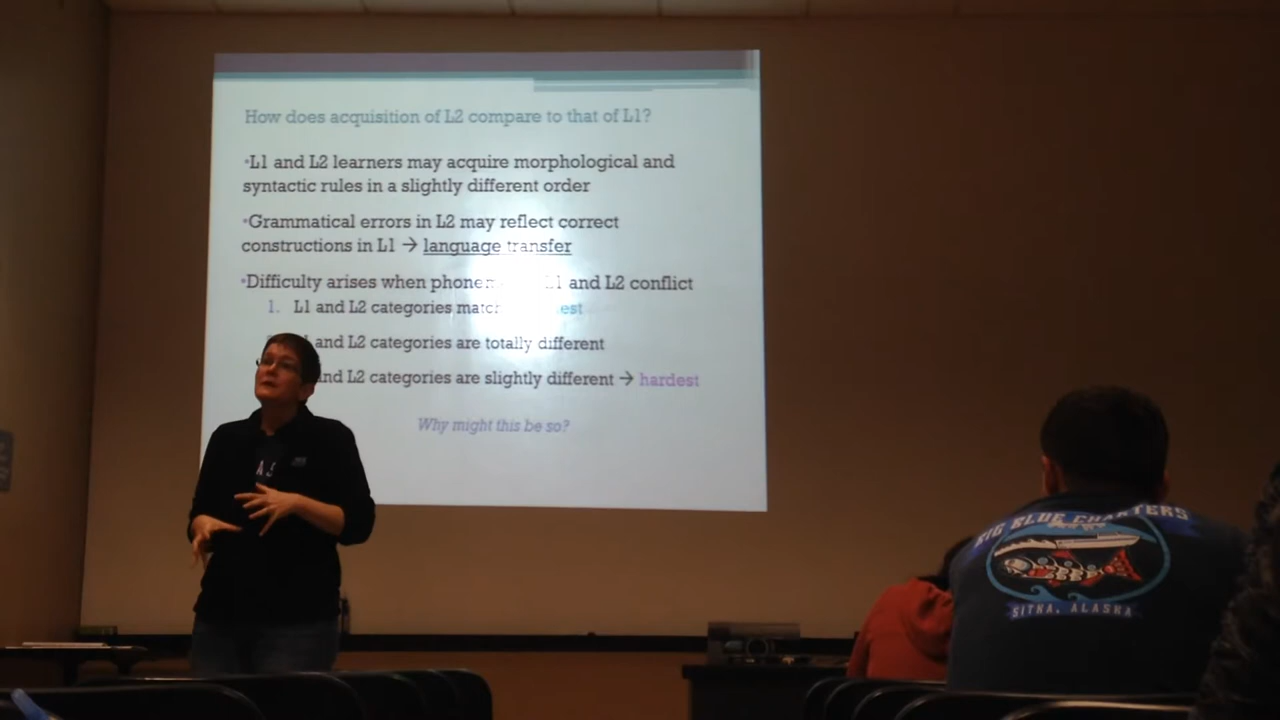 How does acquisition of L2 compare to that of L1?
•L1 and L2 learners may acquire morphological and
syntactic rules in a slightly different order
•Grammatical errors in L2 may reflect correct
constructions in L1 → language transfer
•Difficulty arises when L1 and L2 conflict
1. L1 and L2 categories
and L2 categories are totally different
and L2 categories are slightly different → hardest
Why might this be so?
BIG BLUE CHARTERS
SITKA, ALASKA